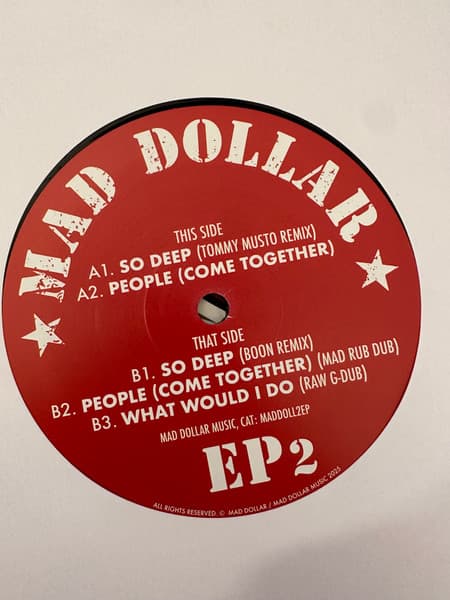 MAD DOLLAR
THIS SIDE
A1. SO DEEP (TOMMY MUSTO REMIX)
A2. PEOPLE (COME TOGETHER)
THAT SIDE
B1. SO DEEP (BOON REMIX)
B2. PEOPLE (COME TOGETHER) (MAD RUB DUB)
B3. WHAT WOULD I DO (RAW G-DUB)
MAD DOLLAR MUSIC, CAT: MADDOLL2EP
EP2
ALL RIGHTS RESERVED. © MAD DOLLAR / MAD DOLLAR MUSIC 2025